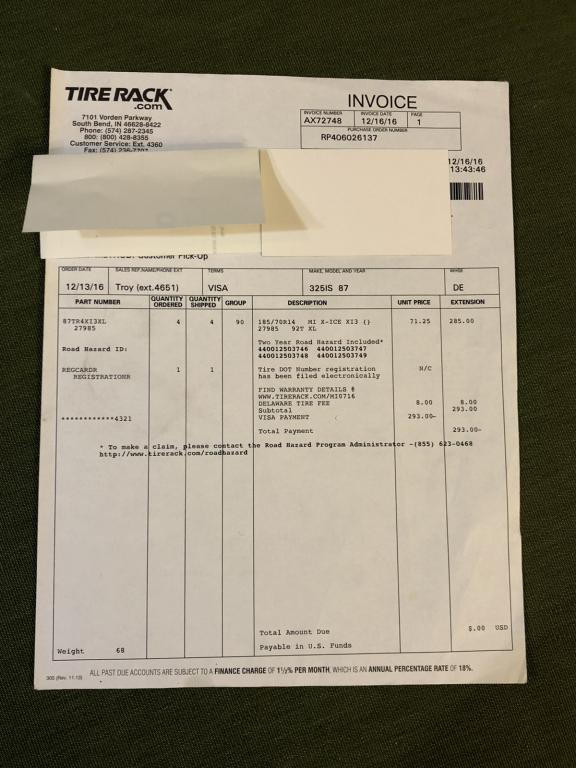 TIRE RACK
.com
7101 Vorden Parkway
South Bend, IN 46628-8422
Phone: (574) 287-2345
800: (800) 428-8355
Customer Service: Ext. 4360
Fax: (574) 236-7707
INVOICE
INVOICE NUMBER INVOICE DATE PAGE
AX72748 12/16/16 1
PURCHASE ORDER NUMBER
RP406026137
12/16/16
13:43:46
Customer Pick-Up
ORDER DATE SALES REP.NAME/PHONE EXT TERMS MAKE, MODEL AND YEAR WHSE
12/13/16 Troy (ext.4651) VISA 325IS 87 DE
PART NUMBER QUANTITY ORDERED QUANTITY SHIPPED GROUP DESCRIPTION UNIT PRICE EXTENSION
87TR4XI3XL 4 4 90 185/70R14 MI X-ICE XI3 {} 71.25 285.00
27985 27985 92T XL
Two Year Road Hazard Included*
Road Hazard ID: 440012503746 440012503747
440012503748 440012503749
REGCARDR 1 1 Tire DOT Number registration N/C
REGISTRATIONR has been filed electronically
FIND WARRANTY DETAILS @
WWW.TIRERACK.COM/MI0716
DELAWARE TIRE FEE 8.00 8.00
Subtotal 293.00
************4321 VISA PAYMENT 293.00-
Total Payment 293.00-
* To make a claim, please contact the Road Hazard Program Administrator -(855) 623-0468
http://www.tirerack.com/roadhazard
Total Amount Due $.00 USD
Weight 68 Payable in U.S. Funds
ALL PAST DUE ACCOUNTS ARE SUBJECT TO A FINANCE CHARGE OF 1½% PER MONTH, WHICH IS AN ANNUAL PERCENTAGE RATE OF 18%.